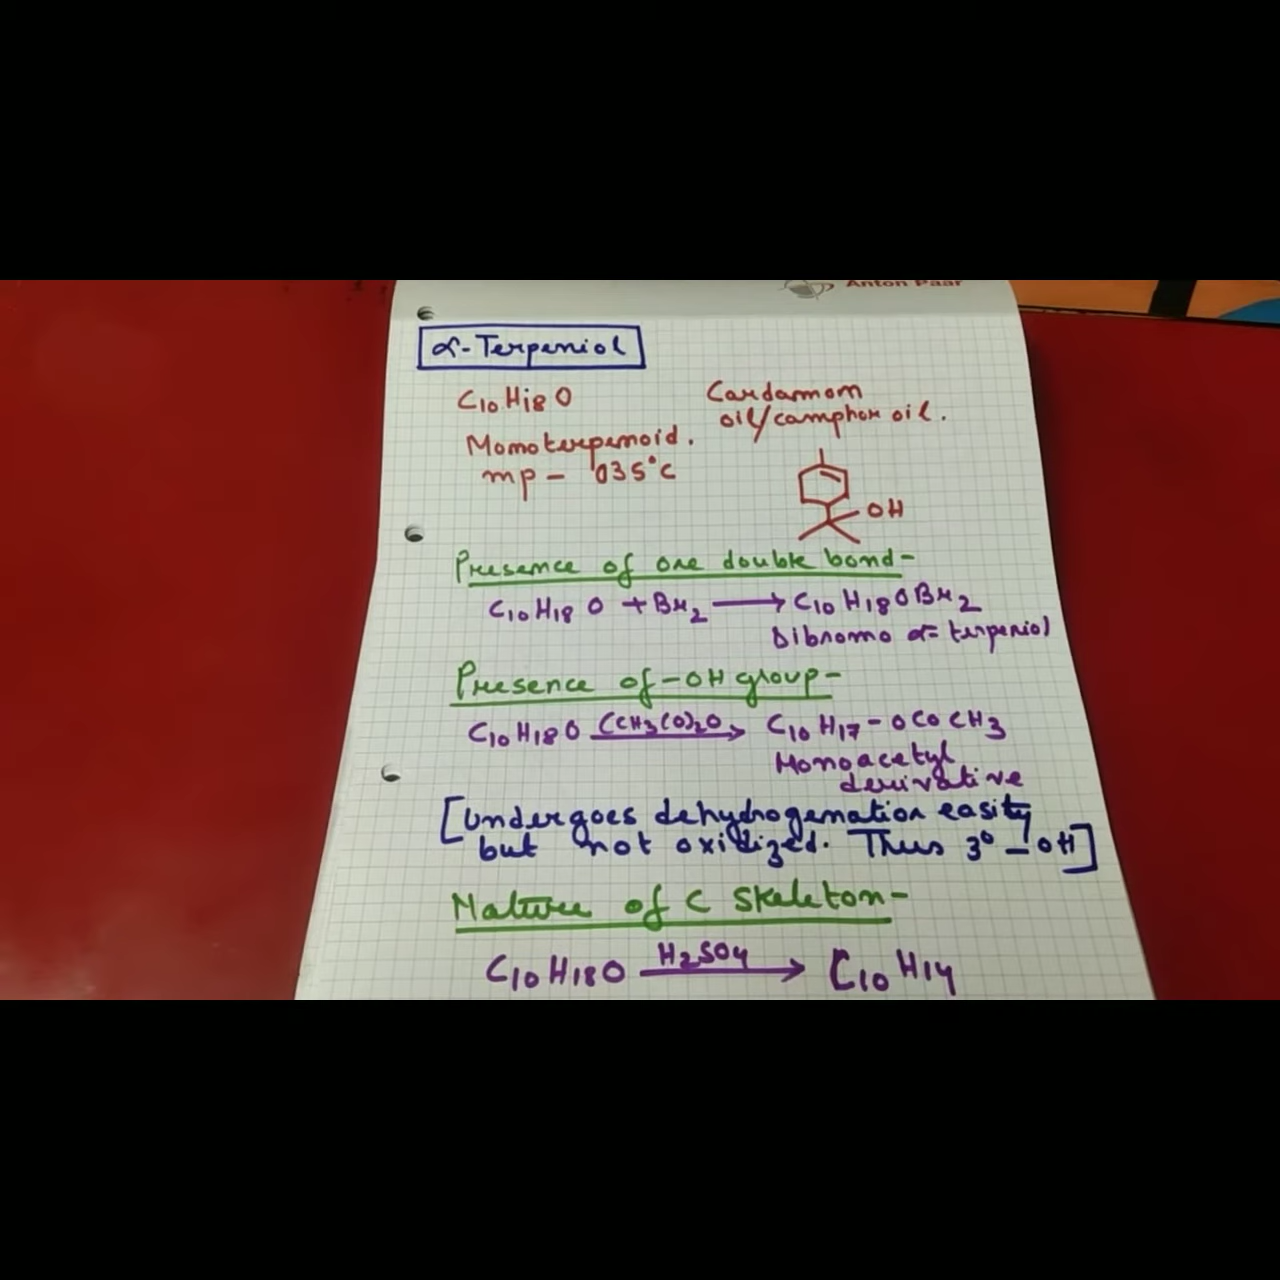 Anton Paar
α-Terpeniol
C10H18O
Cardamom
oil/camphor oil.
Monoterpenoid.
mp - 035°C
OH
Presence of one double bond-
C10H18O + Br2 → C10H18OBr2
Dibromo α= terpeniol
Presence of -OH group-
C10H18O (CH3CO)2O → C10H17-OCOCH3
Monoacetyl
derivative
[Undergoes dehydrogenation easity
but not oxidized. Thus 3° -OH]
Nature of C Skeleton-
C10H18O H2SO4 → C10H14